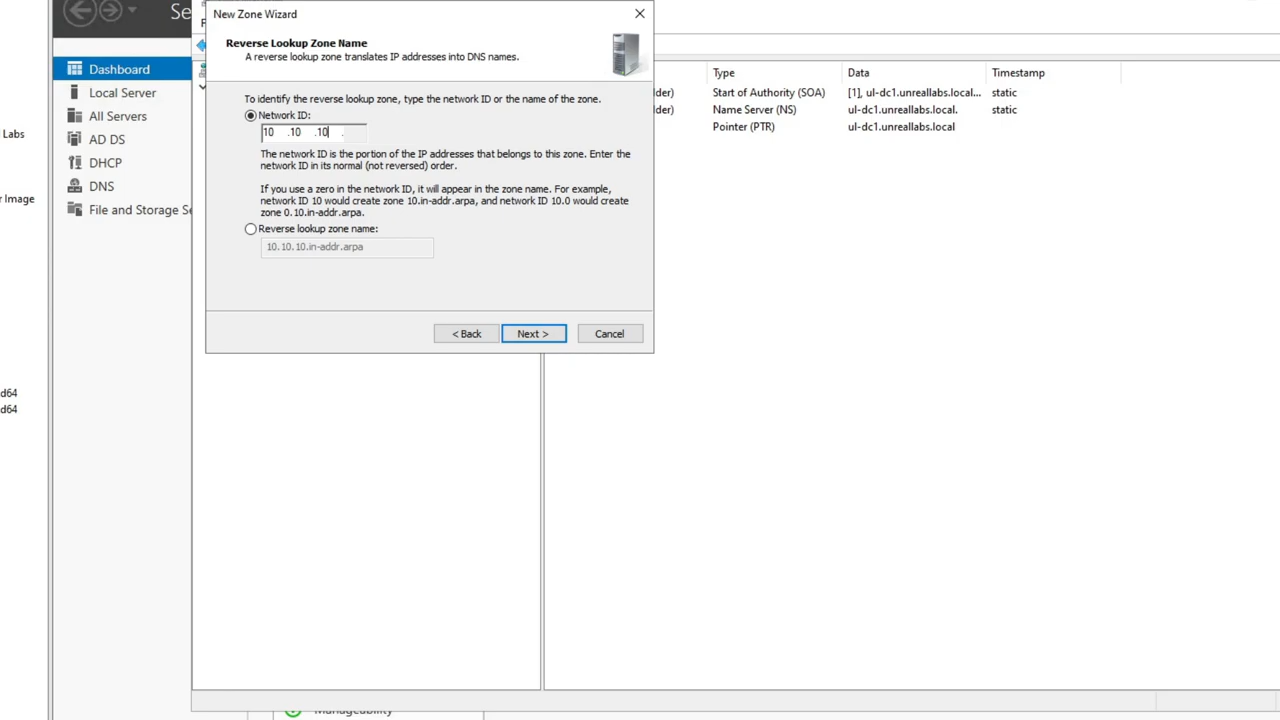 Se
New Zone Wizard
Reverse Lookup Zone Name
A reverse lookup zone translates IP addresses into DNS names.
To identify the reverse lookup zone, type the network ID or the name of the zone.
Network ID:
10 .10 .10 .
The network ID is the portion of the IP addresses that belongs to this zone. Enter the
network ID in its normal (not reversed) order.
If you use a zero in the network ID, it will appear in the zone name. For example,
network ID 10 would create zone 10.in-addr.arpa, and network ID 10.0 would create
zone 0.10.in-addr.arpa.
Reverse lookup zone name:
10.10.10.in-addr.arpa
< Back Next > Cancel
Dashboard
Local Server
All Servers
AD DS
DHCP
DNS
File and Storage Se
Labs
r Image
d64
d64
Type Data Timestamp
der) Start of Authority (SOA) [1], ul-dc1.unreallabs.local... static
der) Name Server (NS) ul-dc1.unreallabs.local. static
Pointer (PTR) ul-dc1.unreallabs.local
Manageability